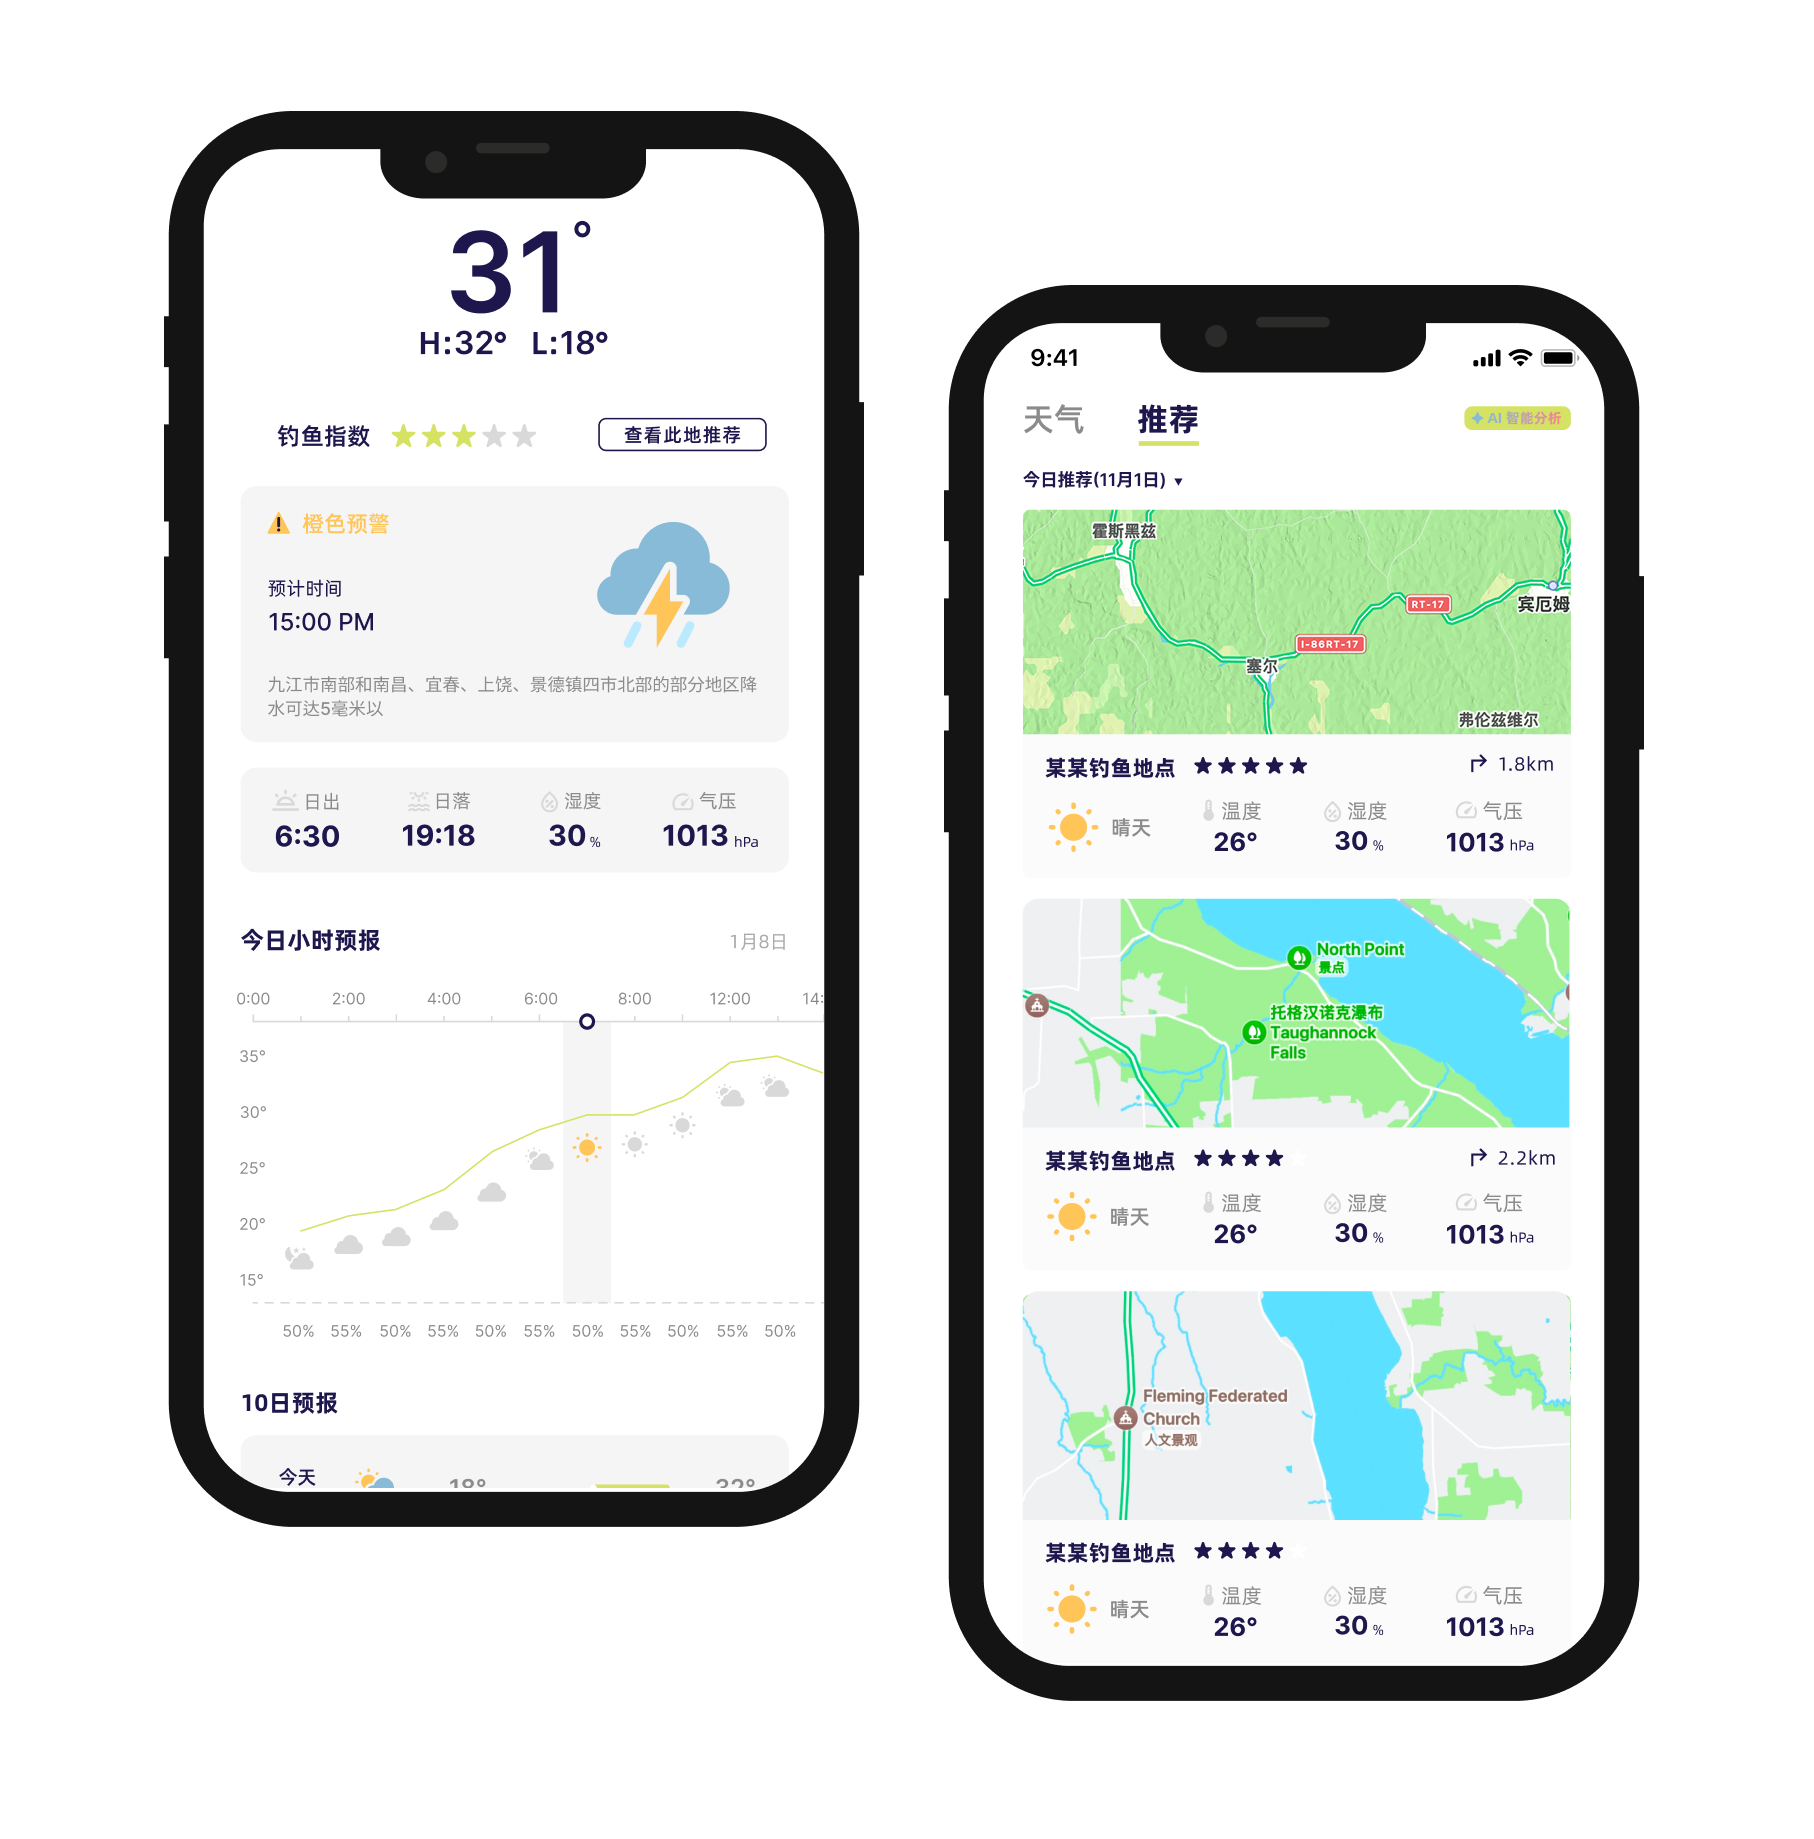 31°
H:32° L:18°
钓鱼指数
查看此地推荐
橙色预警
预计时间
15:00 PM
九江市南部和南昌、宜春、上饶、景德镇四市北部的部分地区降
水可达5毫米以
日出 日落 湿度 气压
6:30 19:18 30 % 1013 hPa
今日小时预报 1月8日
0:00 2:00 4:00 6:00 8:00 12:00 14:
35°
30°
25°
20°
15°
50% 55% 50% 55% 50% 55% 50% 55% 50% 55% 50%
10日预报
今天 18° 32°
9:41
天气 推荐 AI 智能分析
今日推荐(11月1日)
霍斯黑兹
宾厄姆
RT-17
I-86RT-17
塞尔
弗伦兹维尔
某某钓鱼地点 1.8km
晴天 温度 湿度 气压
26° 30 % 1013 hPa
North Point
景点
托格汉诺克瀑布
Taughannock
Falls
某某钓鱼地点 2.2km
晴天 温度 湿度 气压
26° 30 % 1013 hPa
Fleming Federated
Church
人文景观
某某钓鱼地点
晴天 温度 湿度 气压
26° 30 % 1013 hPa